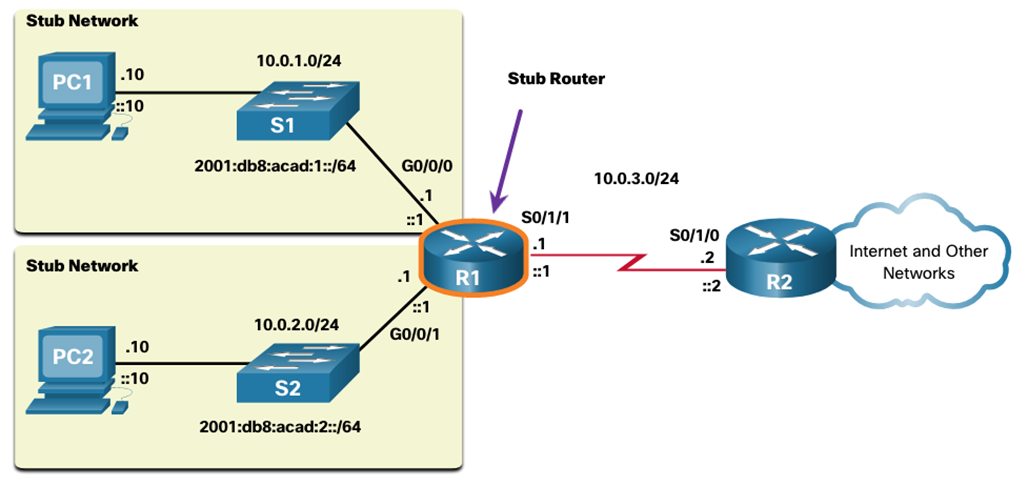 Stub Network
10.0.1.0/24
PC1
.10
::10
S1
2001:db8:acad:1::/64
G0/0/0
.1
::1
Stub Router
10.0.3.0/24
S0/1/1
.1
::1
R1
S0/1/0
.2
::2
R2
Internet and Other
Networks
Stub Network
.1
::1
G0/0/1
10.0.2.0/24
PC2
.10
::10
S2
2001:db8:acad:2::/64